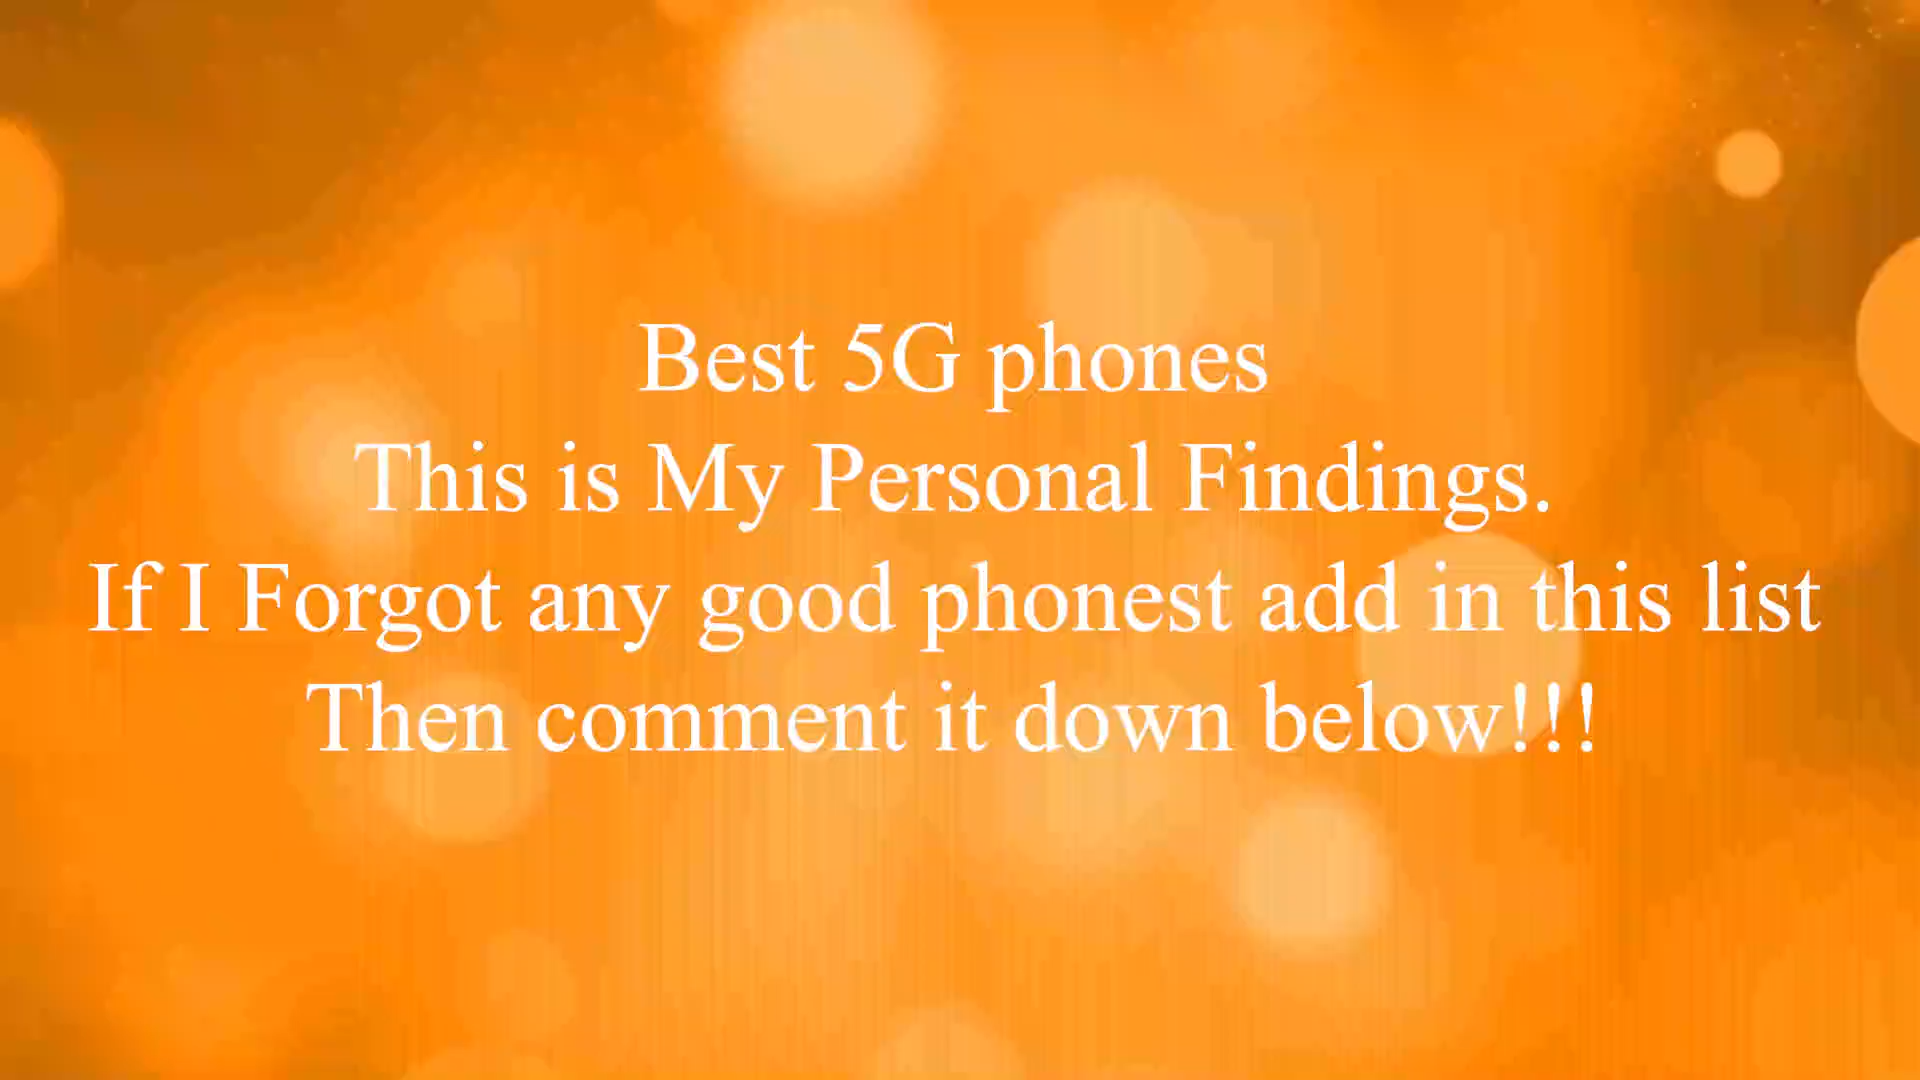 Best 5G phones
This is My Personal Findings.
If I Forgot any good phonest add in this list
Then comment it down below!!!